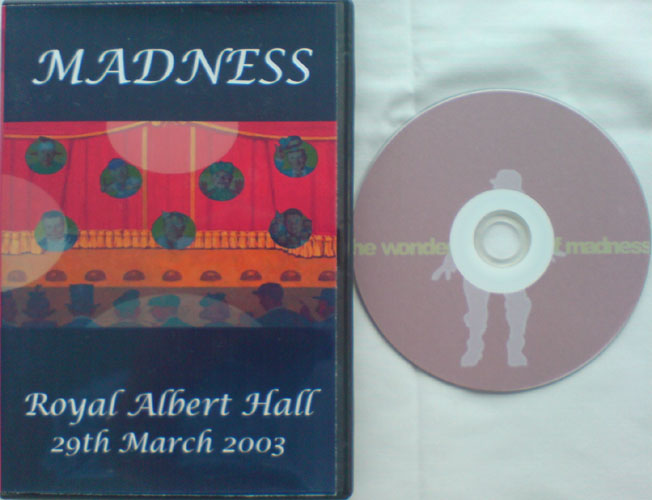 MADNESS
Royal Albert Hall
29th March 2003
he wonde f madness